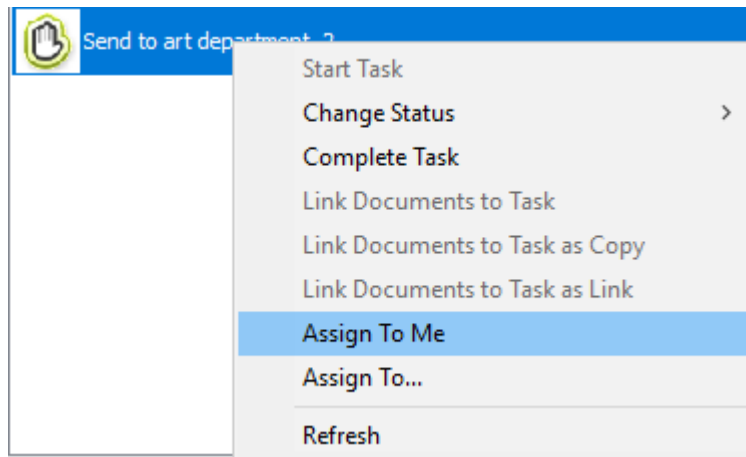 Send to art department 2
Start Task
Change Status
Complete Task
Link Documents to Task
Link Documents to Task as Copy
Link Documents to Task as Link
Assign To Me
Assign To...
Refresh